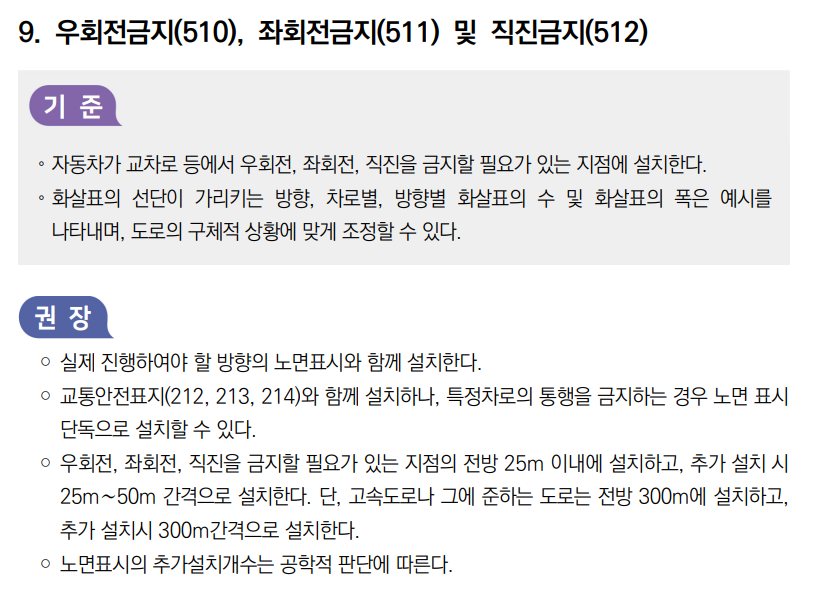 9. 우회전금지(510), 좌회전금지(511) 및 직진금지(512)
기 준
◦ 자동차가 교차로 등에서 우회전, 좌회전, 직진을 금지할 필요가 있는 지점에 설치한다.
◦ 화살표의 선단이 가리키는 방향, 차로별, 방향별 화살표의 수 및 화살표의 폭은 예시를
나타내며, 도로의 구체적 상황에 맞게 조정할 수 있다.
권 장
○ 실제 진행하여야 할 방향의 노면표시와 함께 설치한다.
○ 교통안전표지(212, 213, 214)와 함께 설치하나, 특정차로의 통행을 금지하는 경우 노면 표시
단독으로 설치할 수 있다.
○ 우회전, 좌회전, 직진을 금지할 필요가 있는 지점의 전방 25m 이내에 설치하고, 추가 설치 시
25m~50m 간격으로 설치한다. 단, 고속도로나 그에 준하는 도로는 전방 300m에 설치하고,
추가 설치시 300m간격으로 설치한다.
○ 노면표시의 추가설치개수는 공학적 판단에 따른다.